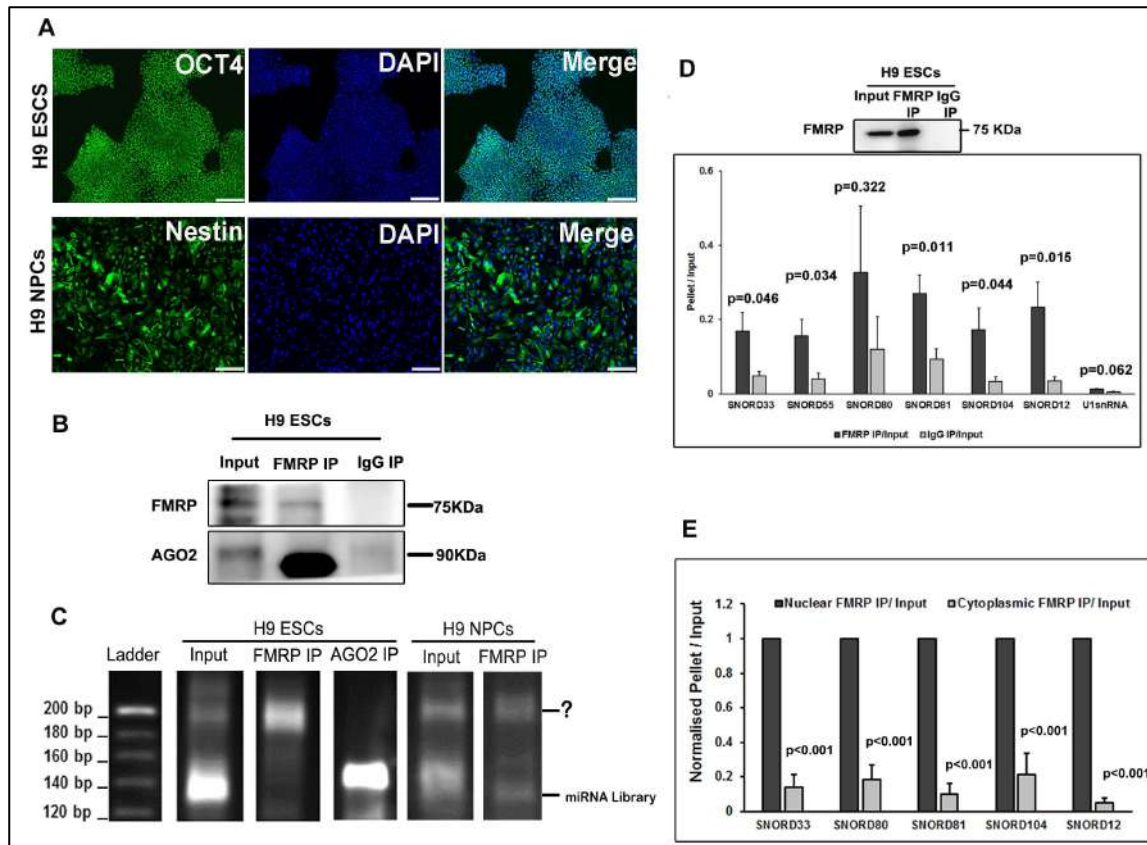 A
OCT4 DAPI Merge
H9 ESCS
Nestin DAPI Merge
H9 NPCs
B
H9 ESCs
Input FMRP IP IgG IP
FMRP 75KDa
AGO2 90KDa
C
H9 ESCs H9 NPCs
Ladder Input FMRP IP AGO2 IP Input FMRP IP
200 bp ?
180 bp
160 bp
140 bp
miRNA Library
120 bp
D
H9 ESCs
Input FMRP IgG
IP IP
FMRP 75 KDa
0.6
p=0.322
p=0.011
p=0.015
p=0.034
p=0.044
0.4
p=0.046
Pellet / Input
0.2
p=0.062
0
SNORD33 SNORD55 SNORD80 SNORD81 SNORD104 SNORD12 U1snRNA
FMRP IP/Input IgG IP/Input
E
Nuclear FMRP IP/ Input Cytoplasmic FMRP IP/ Input
Normalised Pellet / Input
1
0.8
0.6
0.4
0.2
0
p<0.001 p<0.001 p<0.001 p<0.001 p<0.001
SNORD33 SNORD80 SNORD81 SNORD104 SNORD12